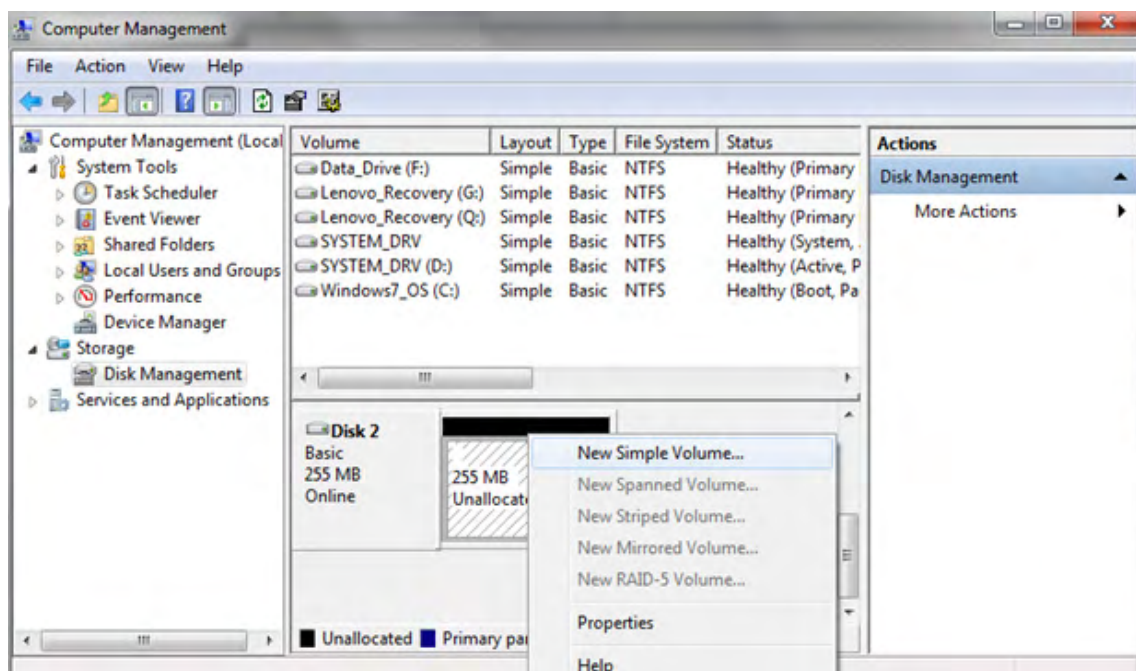 Computer Management
File Action View Help
Computer Management (Local
System Tools
Task Scheduler
Event Viewer
Shared Folders
Local Users and Groups
Performance
Device Manager
Storage
Disk Management
Services and Applications
Volume Layout Type File System Status
Data_Drive (F:) Simple Basic NTFS Healthy (Primary
Lenovo_Recovery (G:) Simple Basic NTFS Healthy (Primary
Lenovo_Recovery (Q:) Simple Basic NTFS Healthy (Primary
SYSTEM_DRV Simple Basic NTFS Healthy (System,
SYSTEM_DRV (D:) Simple Basic NTFS Healthy (Active, P
Windows7_OS (C:) Simple Basic NTFS Healthy (Boot, Pa
Disk 2
Basic
255 MB
Online
255 MB
Unallocat
New Simple Volume...
New Spanned Volume...
New Striped Volume...
New Mirrored Volume...
New RAID-5 Volume...
Properties
Help
Unallocated Primary pa
Actions
Disk Management
More Actions